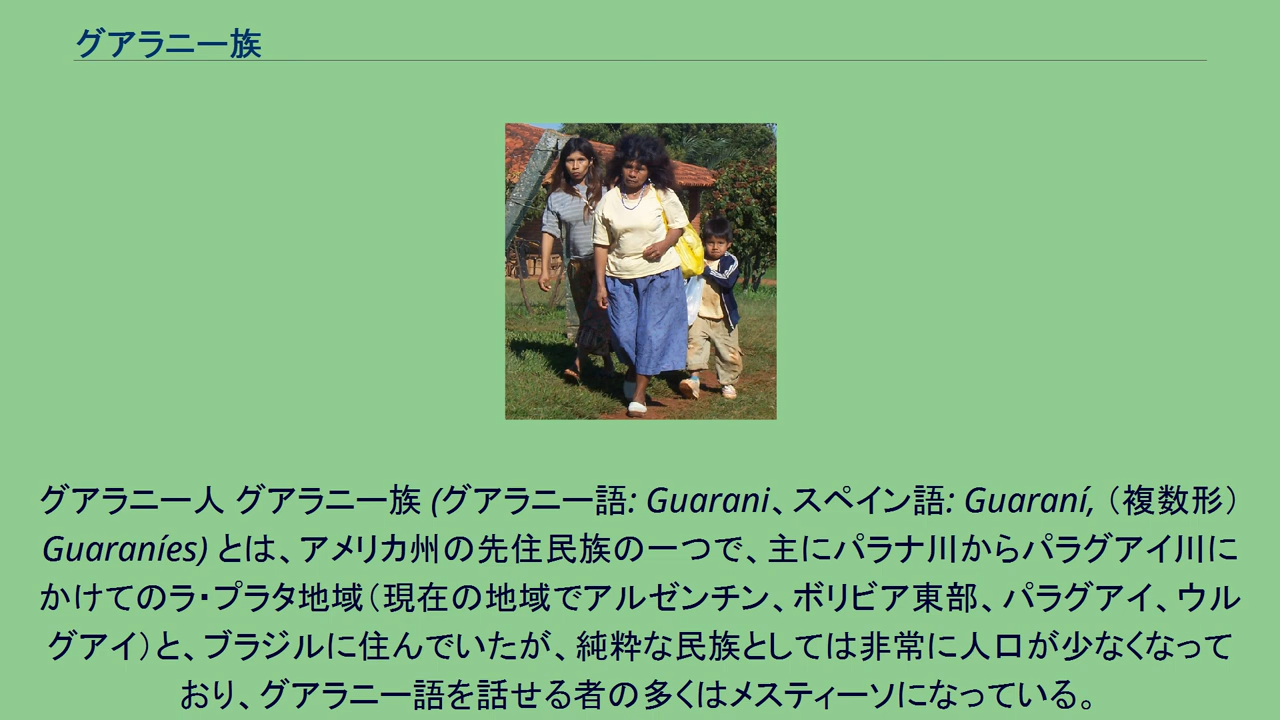 グアラニー族
グアラニー人 グアラニー族 (グアラニー語: Guarani、スペイン語: Guaraní, （複数形）
Guaraníes) とは、アメリカ州の先住民族の一つで、主にパラナ川からパラグアイ川に
かけてのラ・プラタ地域（現在の地域でアルゼンチン、ボリビア東部、パラグアイ、ウル
グアイ）と、ブラジルに住んでいたが、純粋な民族としては非常に人口が少なくなって
おり、グアラニー語を話せる者の多くはメスティーソになっている。